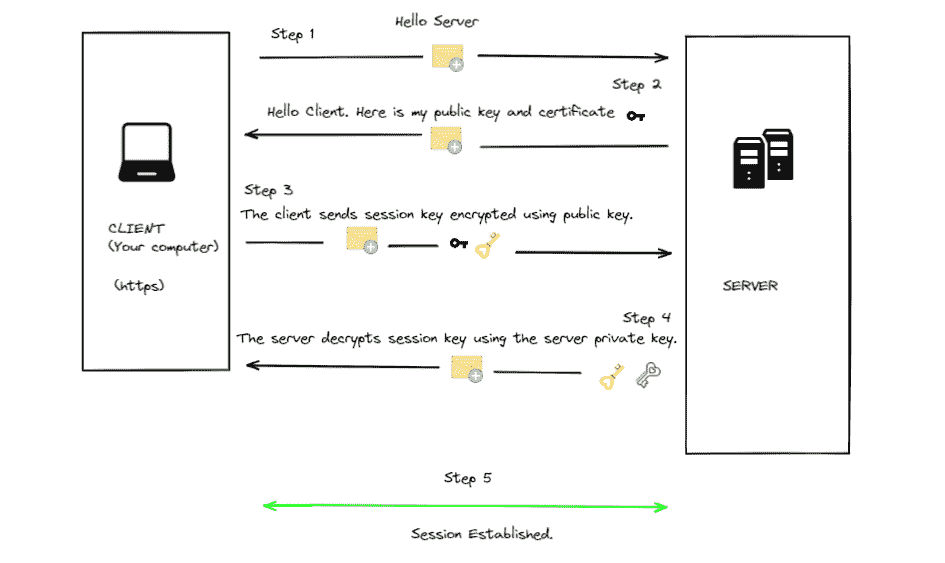 Hello Server
Step 1
Step 2
Hello Client. Here is my public key and certificate
Step 3
The client sends session key encrypted using public key.
CLIENT
(Your computer)
(https)
SERVER
Step 4
The server decrypts session key using the server private key.
Step 5
Session Established.